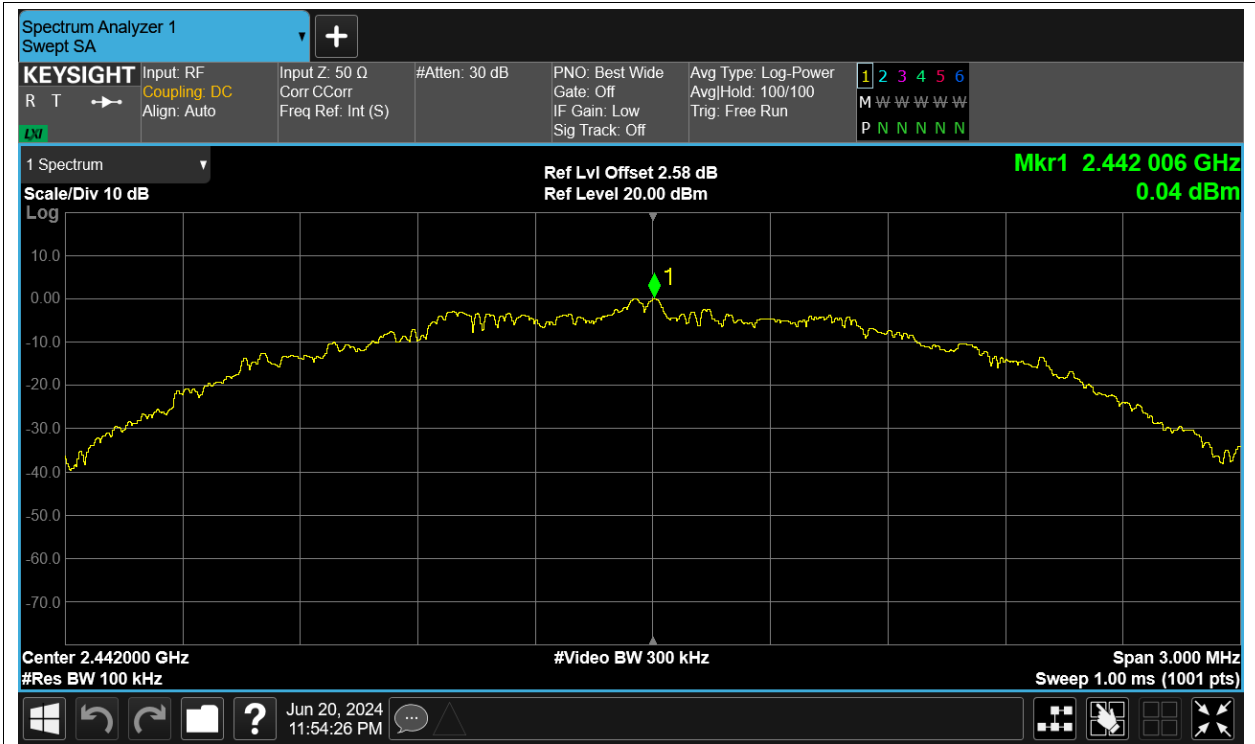 Spectrum Analyzer 1
Swept SA
KEYSIGHT
R T
LXI
Input: RF
Coupling: DC
Align: Auto
Input Z: 50 Ω
Corr CCorr
Freq Ref: Int (S)
#Atten: 30 dB
PNO: Best Wide
Gate: Off
IF Gain: Low
Sig Track: Off
Avg Type: Log-Power
Avg|Hold: 100/100
Trig: Free Run
1 2 3 4 5 6
M W W W W W
P N N N N N
1 Spectrum
Scale/Div 10 dB
Log
Ref Lvl Offset 2.58 dB
Ref Level 20.00 dBm
Mkr1 2.442 006 GHz
0.04 dBm
10.0
0.00
-10.0
-20.0
-30.0
-40.0
-50.0
-60.0
-70.0
1
Center 2.442000 GHz
#Res BW 100 kHz
#Video BW 300 kHz
Span 3.000 MHz
Sweep 1.00 ms (1001 pts)
?
Jun 20, 2024
11:54:26 PM